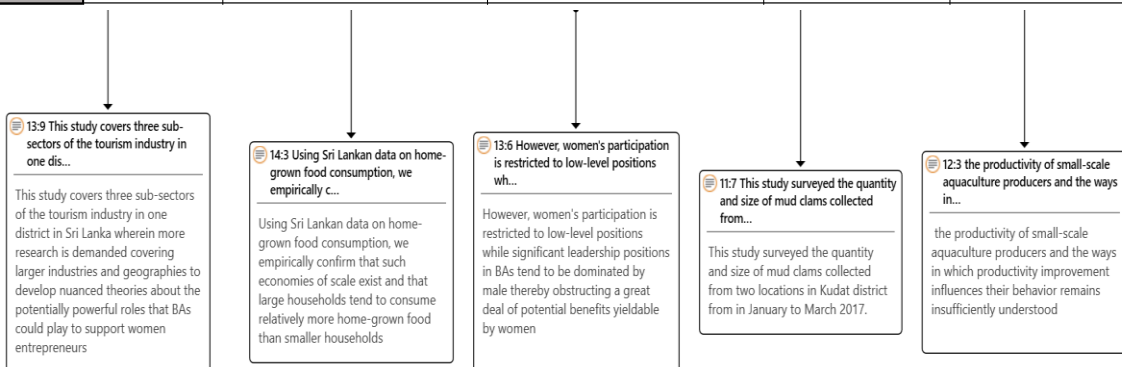 13:9 This study covers three sub-
sectors of the tourism industry in
one dis...
This study covers three sub-sectors
of the tourism industry in one
district in Sri Lanka wherein more
research is demanded covering
larger industries and geographies to
develop nuanced theories about the
potentially powerful roles that BAs
could play to support women
entrepreneurs
14:3 Using Sri Lankan data on home-
grown food consumption, we
empirically c...
Using Sri Lankan data on home-
grown food consumption, we
empirically confirm that such
economies of scale exist and that
large households tend to consume
relatively more home-grown food
than smaller households
13:6 However, women's participation
is restricted to low-level positions
wh...
However, women's participation is
restricted to low-level positions
while significant leadership positions
in BAs tend to be dominated by
male thereby obstructing a great
deal of potential benefits yieldable
by women
11:7 This study surveyed the quantity
and size of mud clams collected
from...
This study surveyed the quantity
and size of mud clams collected
from two locations in Kudat district
from in January to March 2017.
12:3 the productivity of small-scale
aquaculture producers and the ways
in...
the productivity of small-scale
aquaculture producers and the ways
in which productivity improvement
influences their behavior remains
insufficiently understood